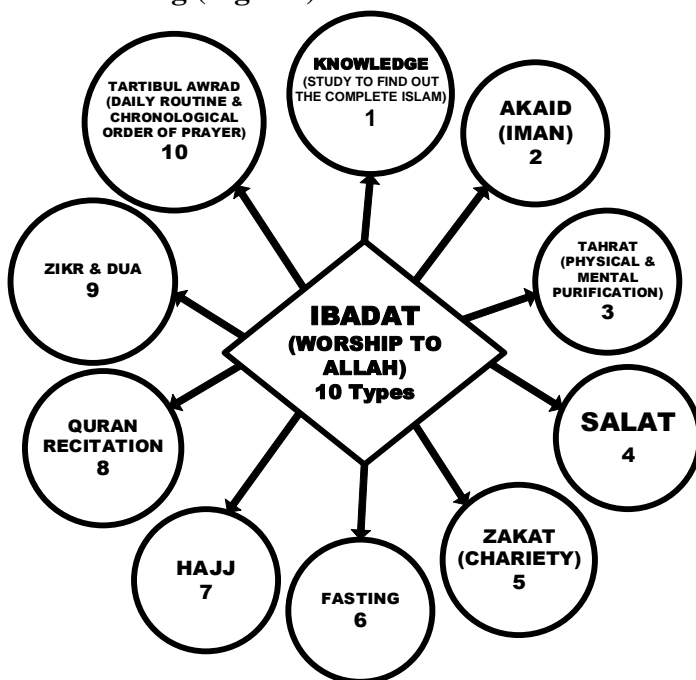 KNOWLEDGE
(STUDY TO FIND OUT
THE COMPLETE ISLAM)
1
AKAID
(IMAN)
2
TAHRAT
(PHYSICAL &
MENTAL
PURIFICATION)
3
SALAT
4
ZAKAT
(CHARIETY)
5
FASTING
6
HAJJ
7
QURAN
RECITATION
8
ZIKR & DUA
9
TARTIBUL AWRAD
(DAILY ROUTINE &
CHRONOLOGICAL
ORDER OF PRAYER)
10
IBADAT
(WORSHIP TO
ALLAH)
10 Types